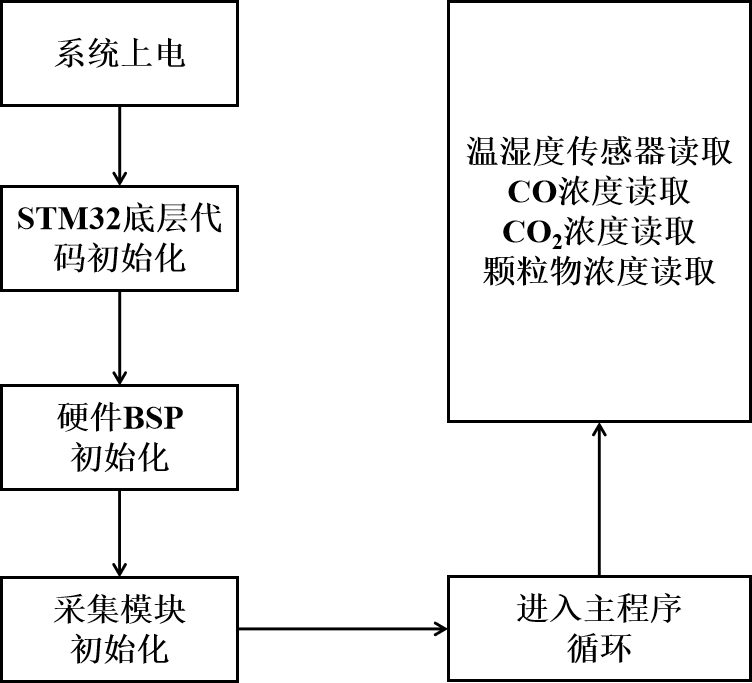 系统上电
STM32底层代
码初始化
硬件BSP
初始化
采集模块
初始化
进入主程序
循环
温湿度传感器读取
CO浓度读取
CO₂浓度读取
颗粒物浓度读取